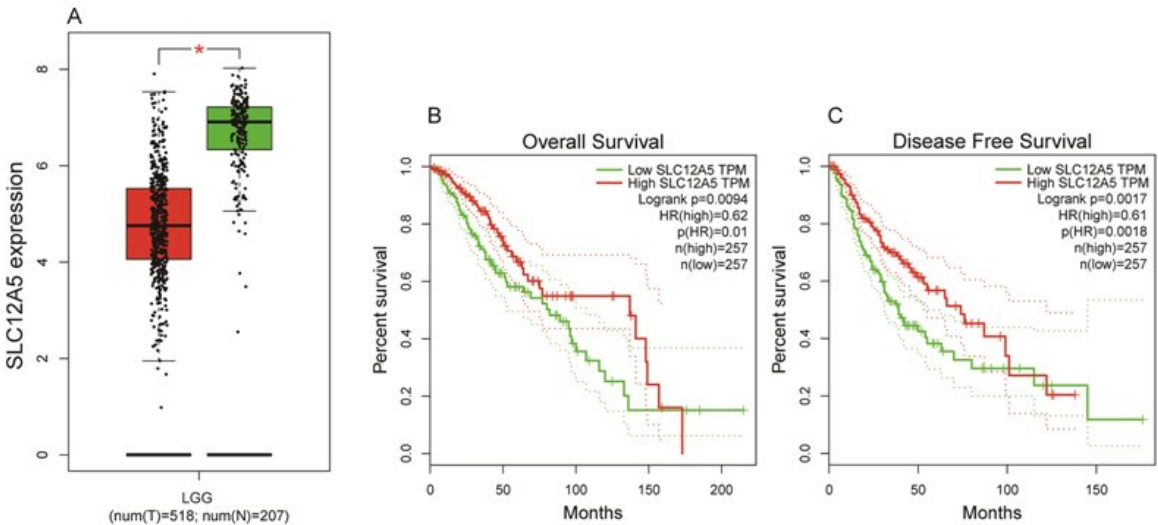 A
*
SLC12A5 expression
8
6
4
2
0
LGG
(num(T)=518; num(N)=207)
B
Overall Survival
Low SLC12A5 TPM
High SLC12A5 TPM
Logrank p=0.0094
HR(high)=0.62
p(HR)=0.01
n(high)=257
n(low)=257
Percent survival
1.0
0.8
0.6
0.4
0.2
0.0
0 50 100 150 200
Months
C
Disease Free Survival
Low SLC12A5 TPM
High SLC12A5 TPM
Logrank p=0.0017
HR(high)=0.61
p(HR)=0.0018
n(high)=257
n(low)=257
Percent survival
1.0
0.8
0.6
0.4
0.2
0.0
0 50 100 150
Months